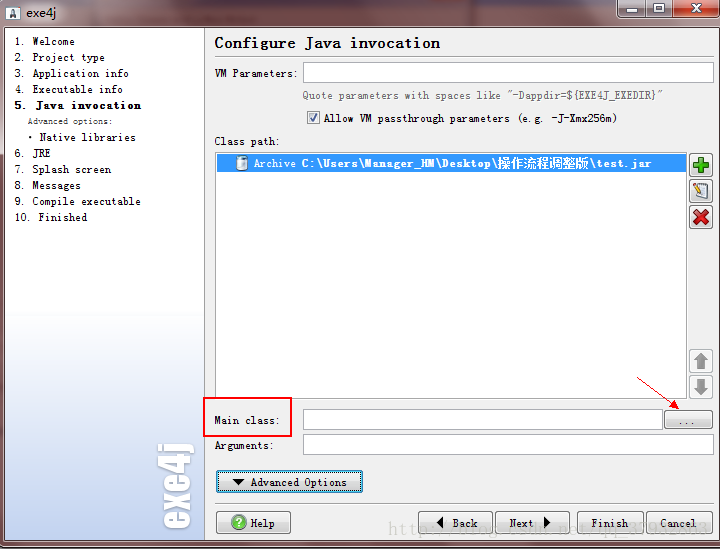 exe4j
1. Welcome
2. Project type
3. Application info
4. Executable info
5. Java invocation
Advanced options:
• Native libraries
6. JRE
7. Splash screen
8. Messages
9. Compile executable
10. Finished
exe4j
Configure Java invocation
VM Parameters:
Quote parameters with spaces like "-Dappdir=${EXE4J_EXEDIR}"
Allow VM passthrough parameters (e.g. -J-Xmx256m)
Class path:
Archive C:\Users\Manager_HM\Desktop\操作流程调整版\test.jar
Main class:
...
Arguments:
Advanced Options
Help
Back
Next
Finish
Cancel